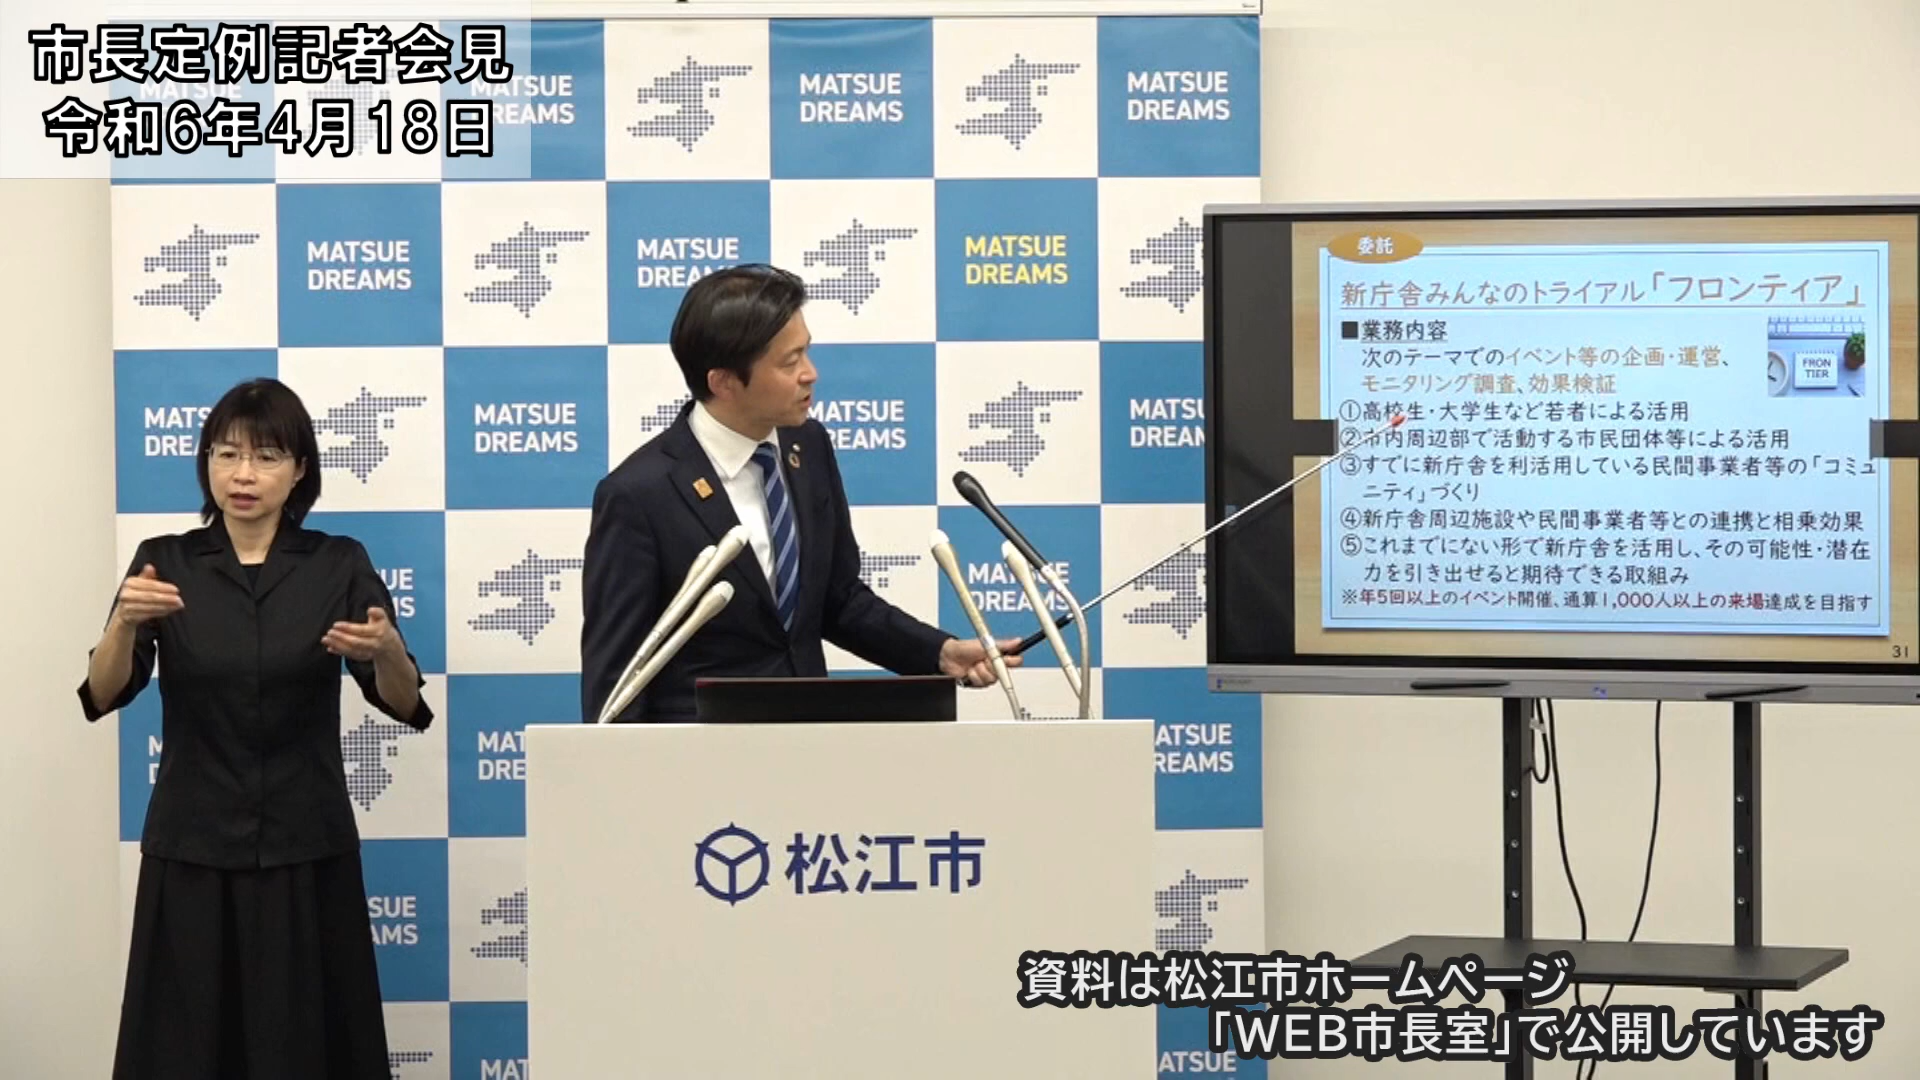 市長定例記者会見
令和6年4月18日
MATSUE DREAMS
MATSUE DREAMS
MATSUE DREAMS
MATSUE DREAMS
MATSUE DREAMS
MATSUE DREAMS
委託
新庁舎みんなのトライアル「フロンティア」
■業務内容
次のテーマでのイベント等の企画・運営、
モニタリング調査、効果検証
FRON
TIER
①高校生・大学生など若者による活用
②市内周辺部で活動する市民団体等による活用
③すでに新庁舎を利活用している民間事業者等の「コミュ
ニティ」づくり
④新庁舎周辺施設や民間事業者等との連携と相乗効果
⑤これまでにない形で新庁舎を活用し、その可能性・潜在
力を引き出せると期待できる取組み
※年5回以上のイベント開催、通算1,000人以上の来場達成を目指す
31
松江市
資料は松江市ホームページ
「WEB市長室」で公開しています